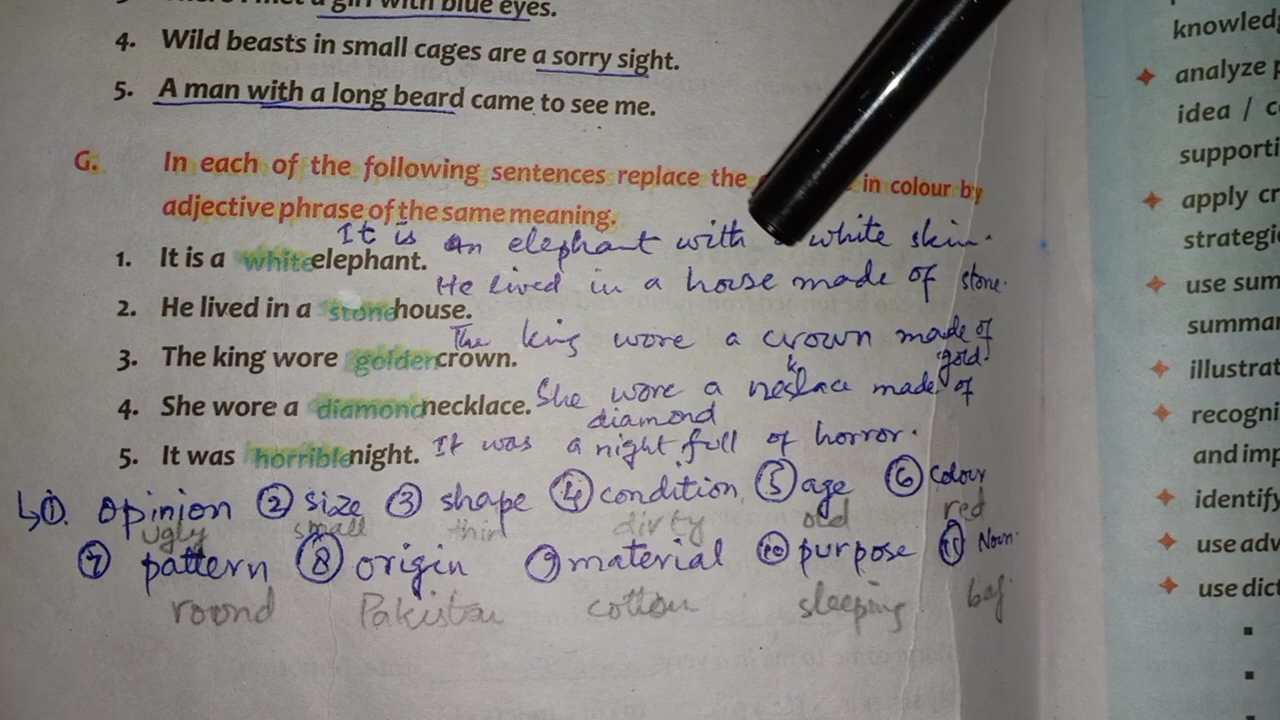 a girl with blue eyes.
4. Wild beasts in small cages are a sorry sight.
5. A man with a long beard came to see me.
G. In each of the following sentences replace the in colour by
adjective phrase of the same meaning.
It is an elephant with a white skin.
1. It is a white elephant.
He lived in a house made of stone.
2. He lived in a stone house.
The king wore a crown made of
gold
3. The king wore golden crown.
4. She wore a diamond necklace. She wore a necklace made of
diamond
5. It was horrible night. It was a night full of horror.
↳ ① Opinion ② size ③ shape ④ condition ⑤ age ⑥ Colour
ugly small thin dirty old red
⑦ pattern ⑧ origin ⑨ material ⑩ purpose ⑪ Noun.
roond Pakistan cotton sleeping bag.
knowled
analyze p
idea / c
supporti
apply cr
strategi
use sum
summar
illustrat
recogni
and imp
identify
use adv
use dict